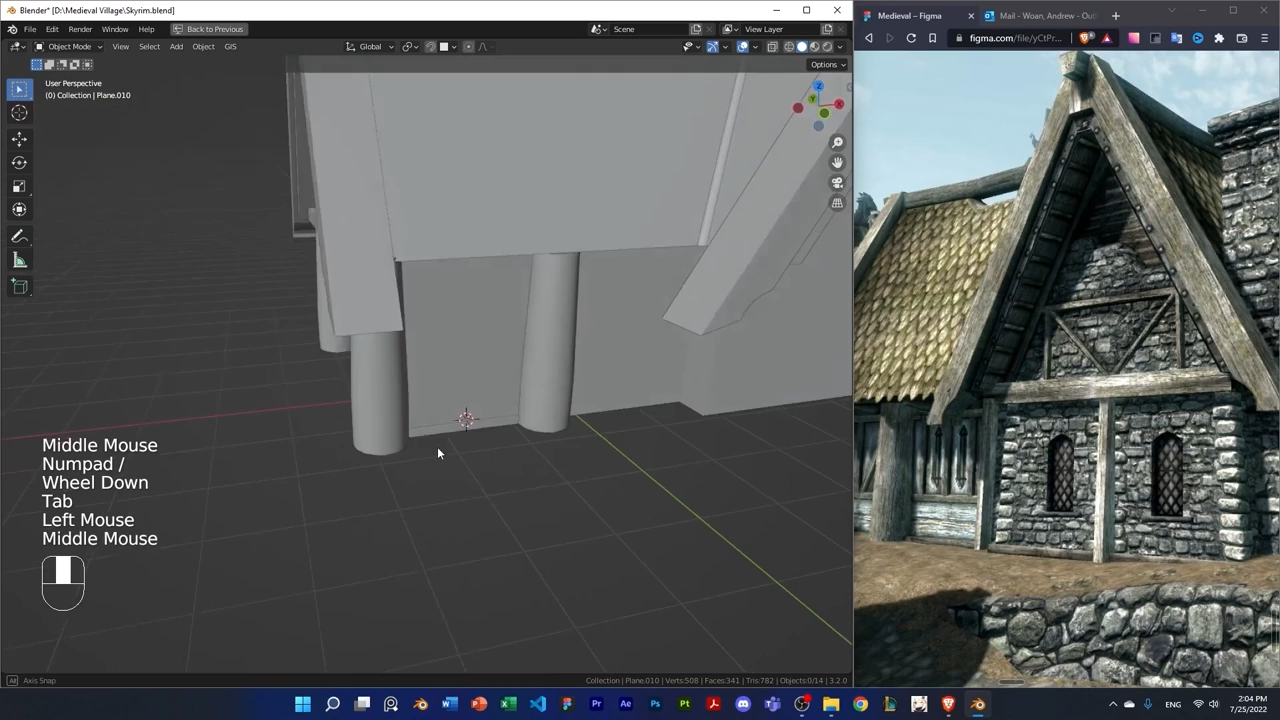 Blender* [D:\Medieval Village\Skyrim.blend]
File Edit Render Window? Help Back to Previous Scene View Layer
Object Mode View Select Add Object GIS Global
Options
User Perspective
(0) Collection | Plane.010
Z
Y
X
Middle Mouse
Numpad /
Wheel Down
Tab
Left Mouse
Middle Mouse
Axis Snap
Collection | Plane.010 | Verts:508 | Faces:341 | Tris:782 | Objects:0/14 | 3.2.0
Medieval – Figma
Mail - Woan, Andrew - Outl
figma.com/file/yCtPr...
ENG
2:04 PM
7/25/2022